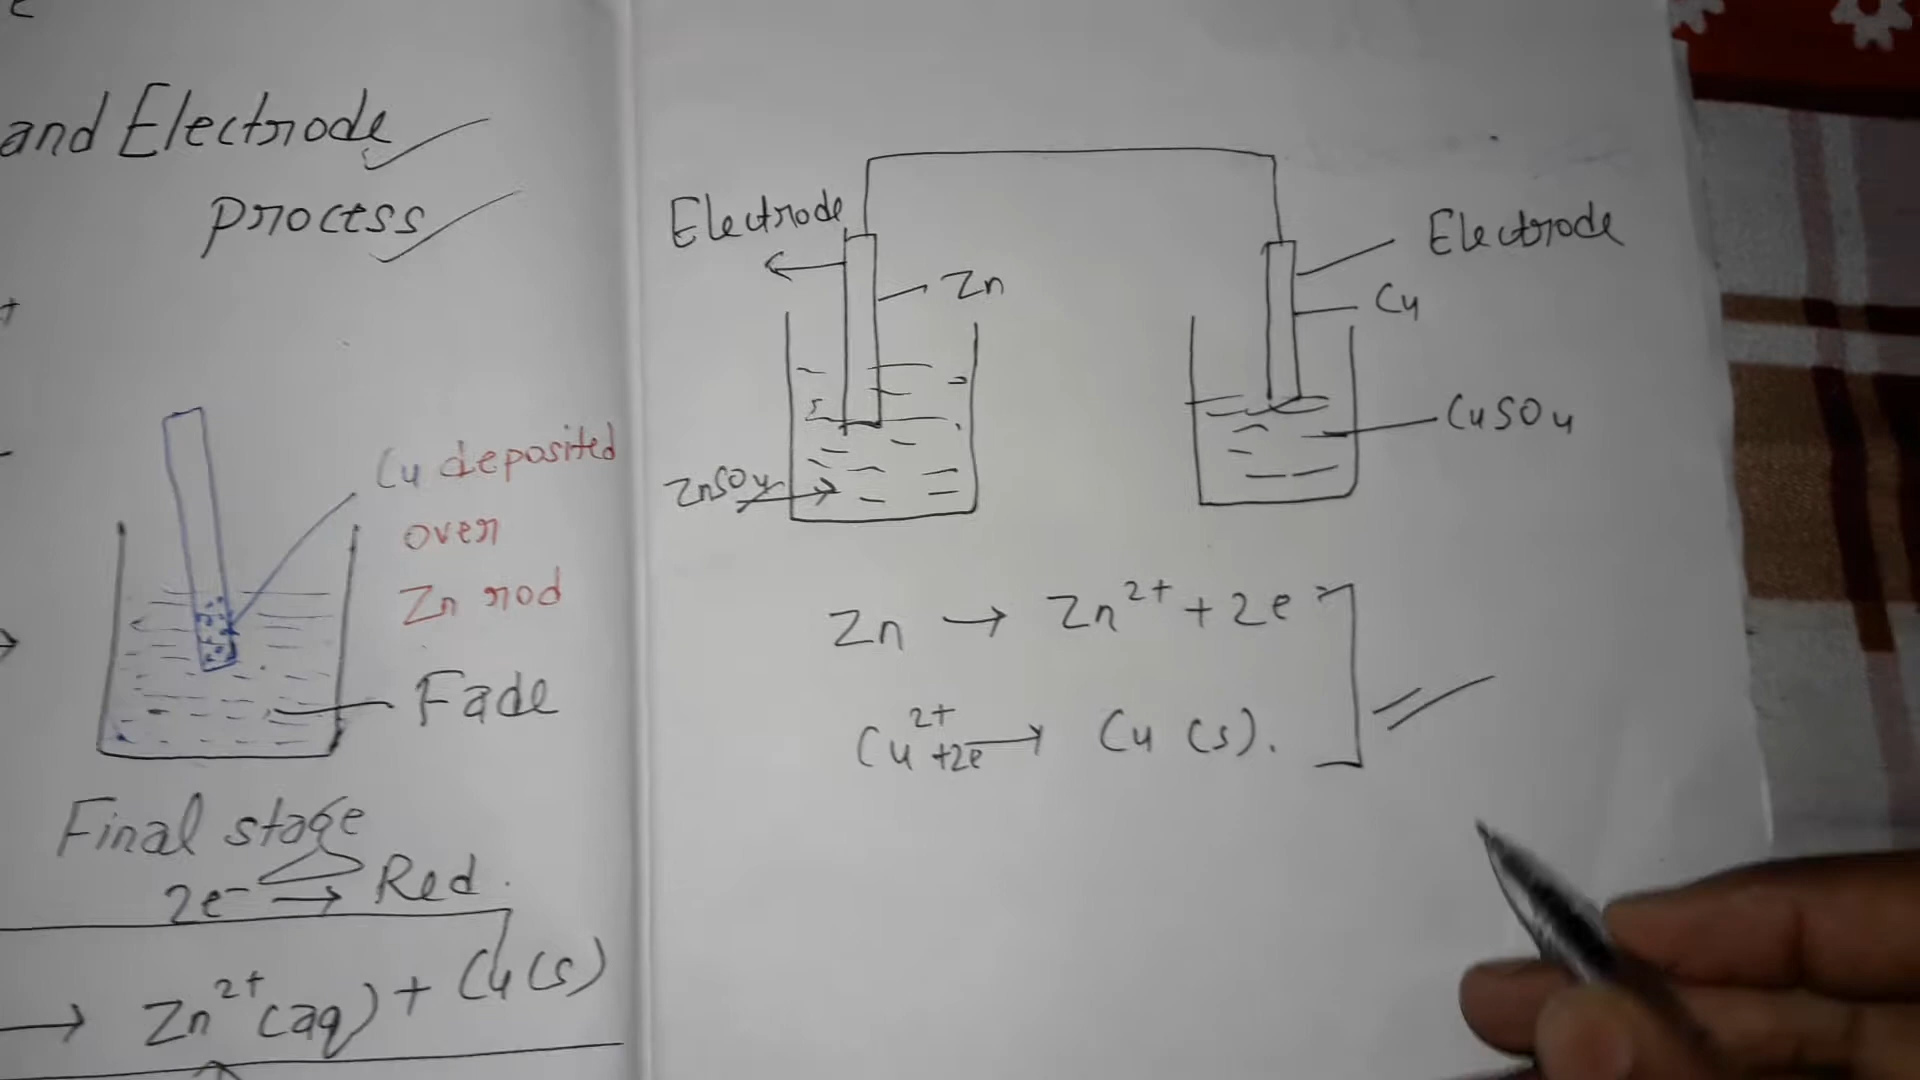 and Electrode
process
+
Cu deposited
over
Zn rod
Fade
Final stage
2e⁻ → Red.
→ Zn²⁺(aq) + Cu(s)
Electrode
Zn
ZnSO₄
Electrode
Cu
CuSO₄
Zn → Zn²⁺ + 2e
Cu²⁺ +2e → Cu (s).